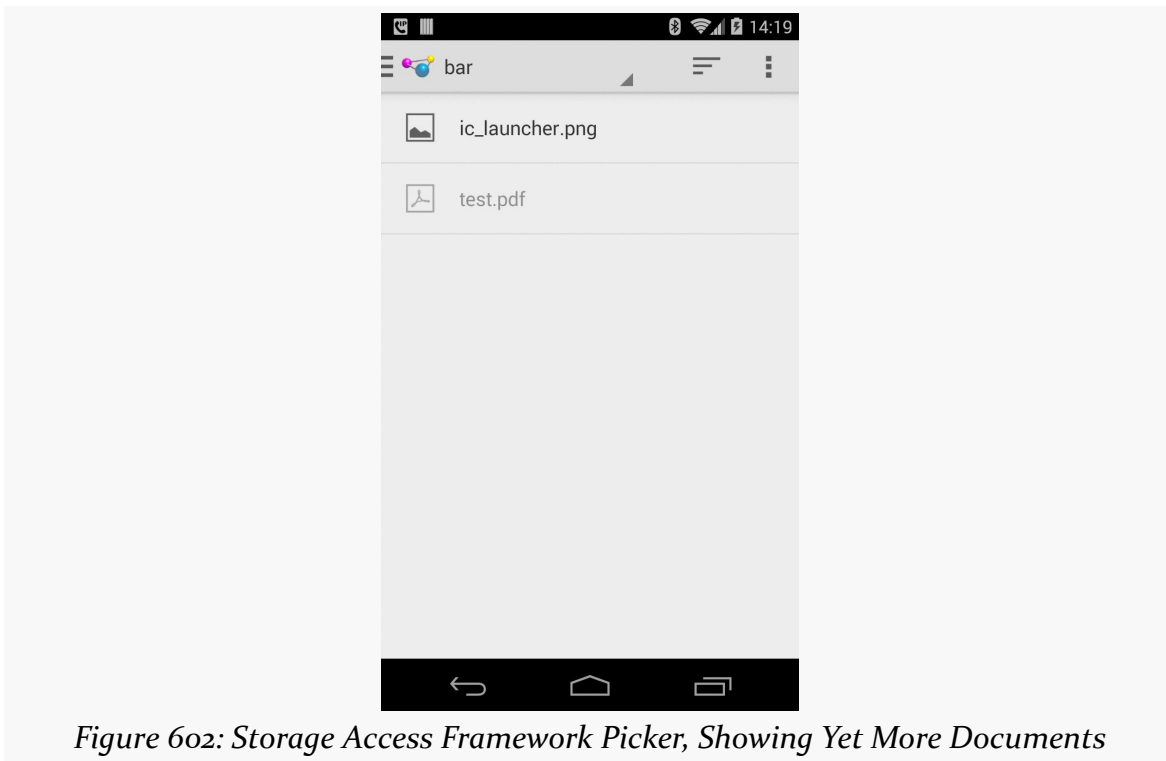 14:19
bar
ic_launcher.png
test.pdf
Figure 602: Storage Access Framework Picker, Showing Yet More Documents